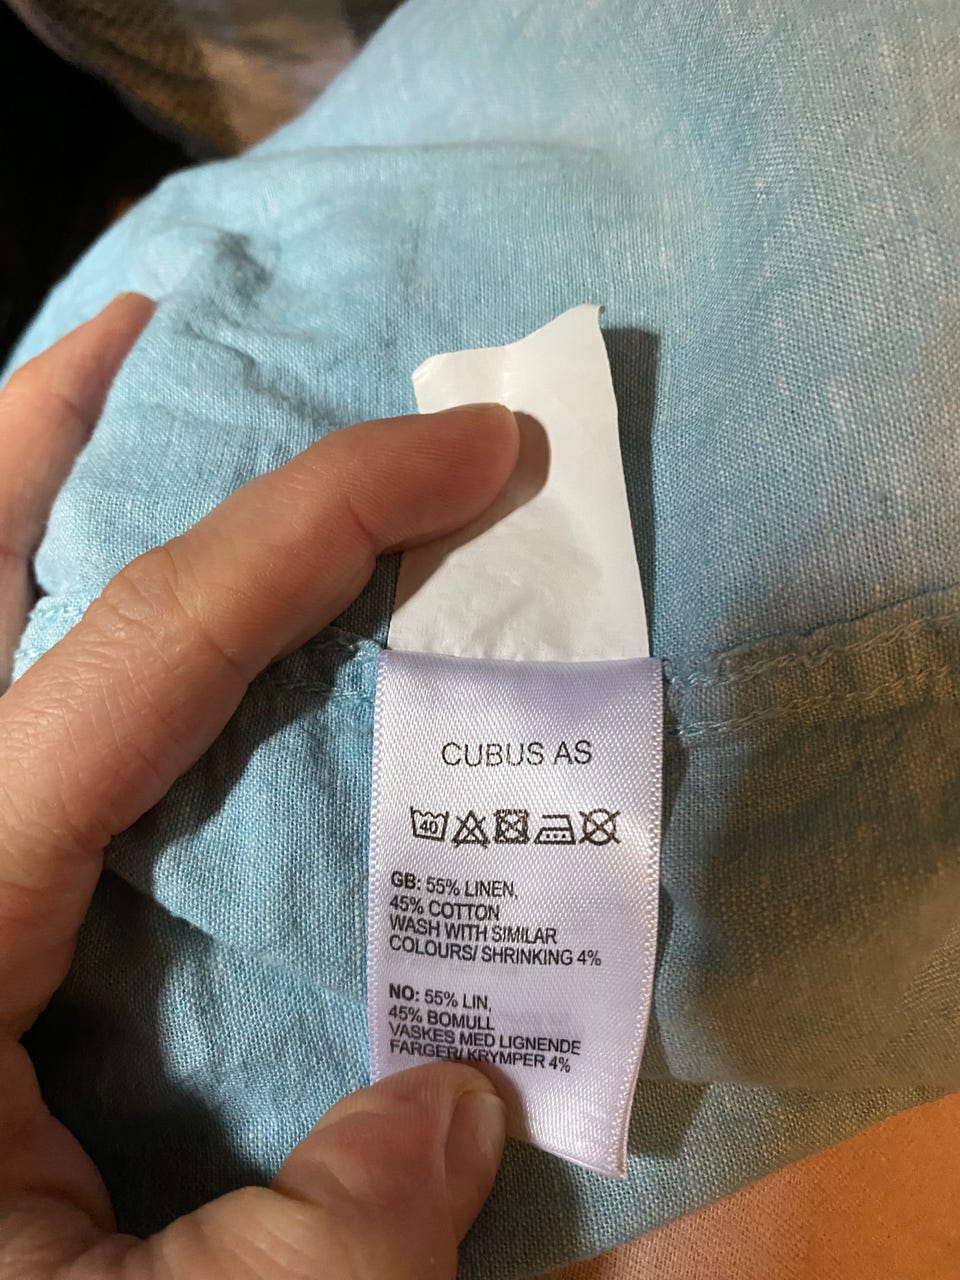 CUBUS AS
40
GB: 55% LINEN,
45% COTTON
WASH WITH SIMILAR
COLOURS/ SHRINKING 4%
NO: 55% LIN,
45% BOMULL
VASKES MED LIGNENDE
FARGER/ KRYMPER 4%